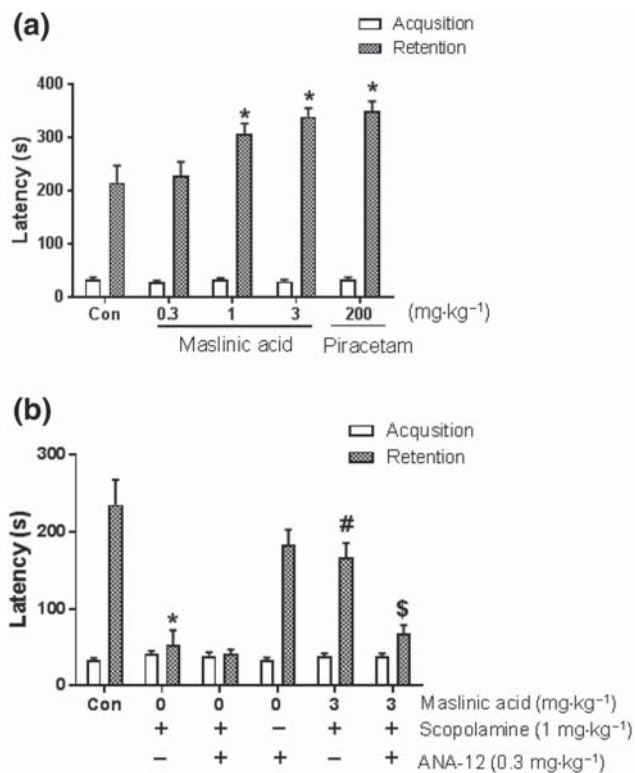 (a)
Acqusition
Retention
Latency (s)
400
300
200
100
0
* * *
Con 0.3 1 3 200 (mg·kg⁻¹)
Maslinic acid Piracetam
(b)
Acqusition
Retention
Latency (s)
300
200
100
0
* # $
Con 0 0 0 3 3 Maslinic acid (mg·kg⁻¹)
+ + − + + Scopolamine (1 mg·kg⁻¹)
− + + − + ANA-12 (0.3 mg·kg⁻¹)